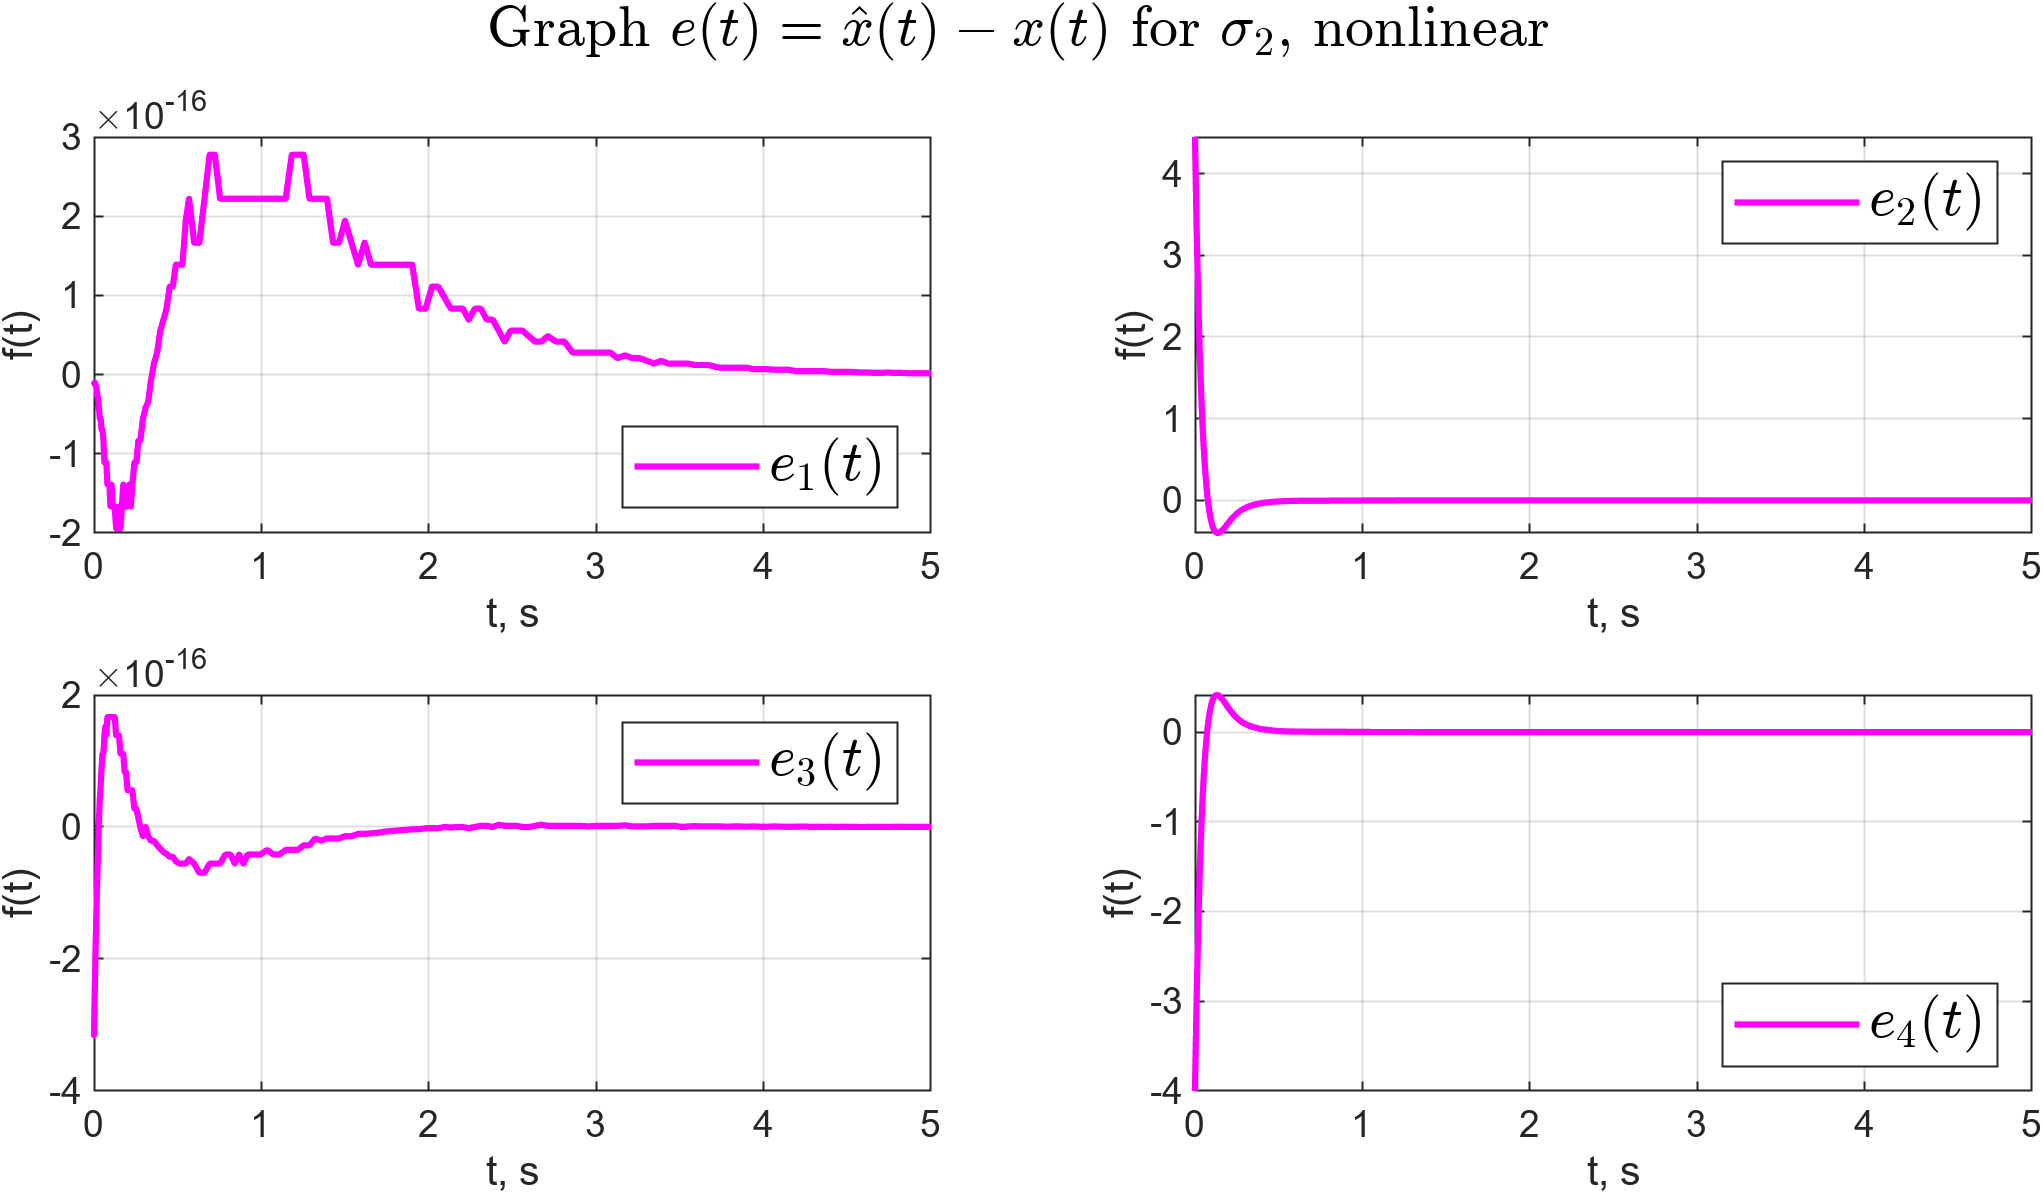 Graph e(t) = x̂(t) − x(t) for σ₂, nonlinear
×10⁻¹⁶
3
2
1
0
-1
-2
f(t)
0 1 2 3 4 5
t, s
e₁(t)
4
3
2
1
0
f(t)
0 1 2 3 4 5
t, s
e₂(t)
×10⁻¹⁶
2
0
-2
-4
f(t)
0 1 2 3 4 5
t, s
e₃(t)
0
-1
-2
-3
-4
f(t)
0 1 2 3 4 5
t, s
e₄(t)